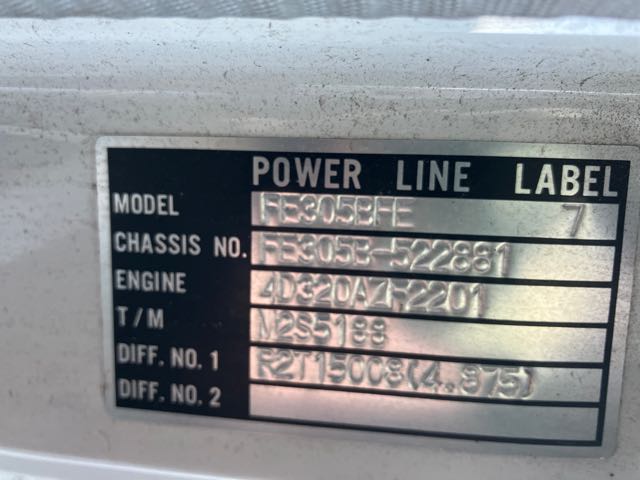 POWER LINE LABEL
MODEL FE305BFE 7
CHASSIS NO. FE305B-522881
ENGINE 4D320AZH2201
T/M M2S5188
DIFF. NO. 1 R2T15008(4.875)
DIFF. NO. 2